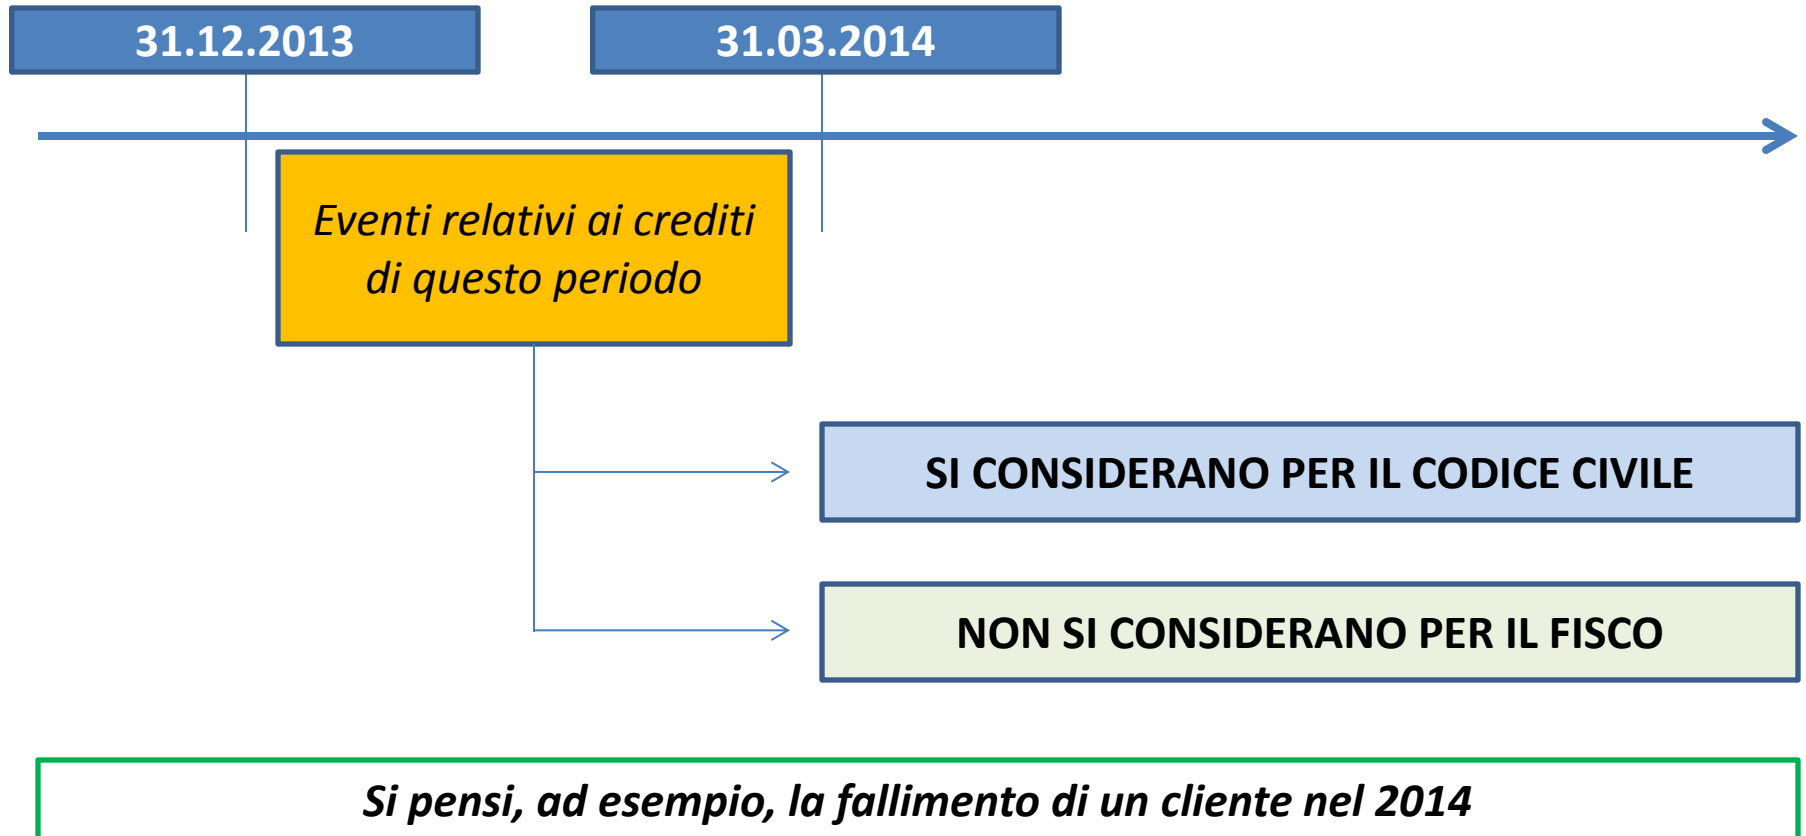 31.12.2013
31.03.2014
Eventi relativi ai crediti
di questo periodo
SI CONSIDERANO PER IL CODICE CIVILE
NON SI CONSIDERANO PER IL FISCO
Si pensi, ad esempio, la fallimento di un cliente nel 2014